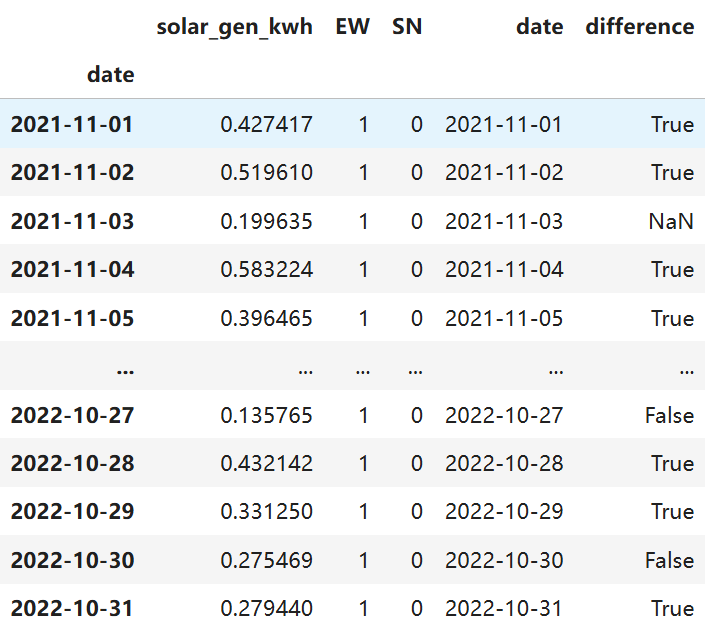 solar_gen_kwh EW SN date difference
date
2021-11-01 0.427417 1 0 2021-11-01 True
2021-11-02 0.519610 1 0 2021-11-02 True
2021-11-03 0.199635 1 0 2021-11-03 NaN
2021-11-04 0.583224 1 0 2021-11-04 True
2021-11-05 0.396465 1 0 2021-11-05 True
... ... ... ... ... ...
2022-10-27 0.135765 1 0 2022-10-27 False
2022-10-28 0.432142 1 0 2022-10-28 True
2022-10-29 0.331250 1 0 2022-10-29 True
2022-10-30 0.275469 1 0 2022-10-30 False
2022-10-31 0.279440 1 0 2022-10-31 True